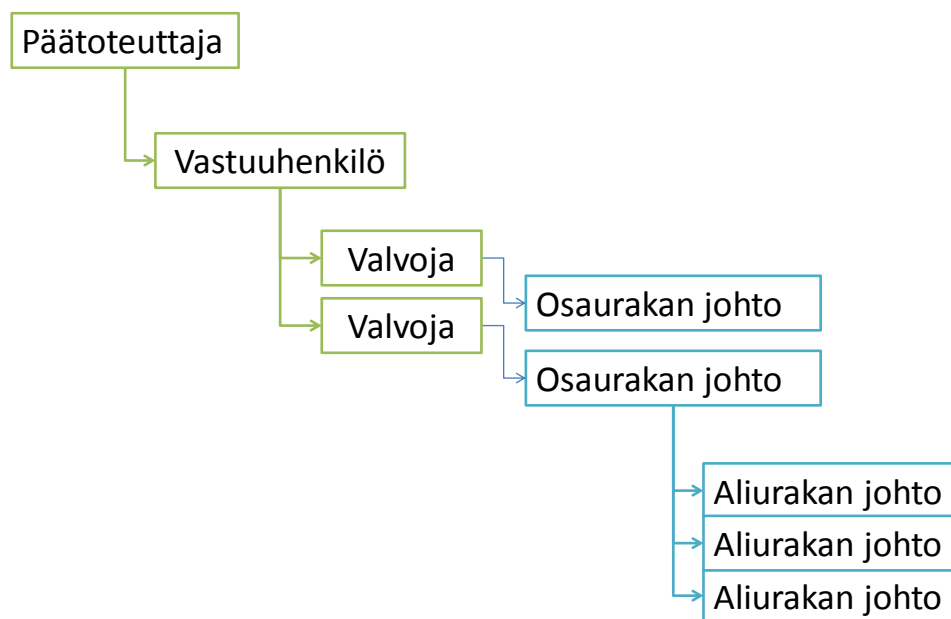 Päätoteuttaja
Vastuuhenkilö
Valvoja
Osaurakan johto
Valvoja
Osaurakan johto
Aliurakan johto
Aliurakan johto
Aliurakan johto